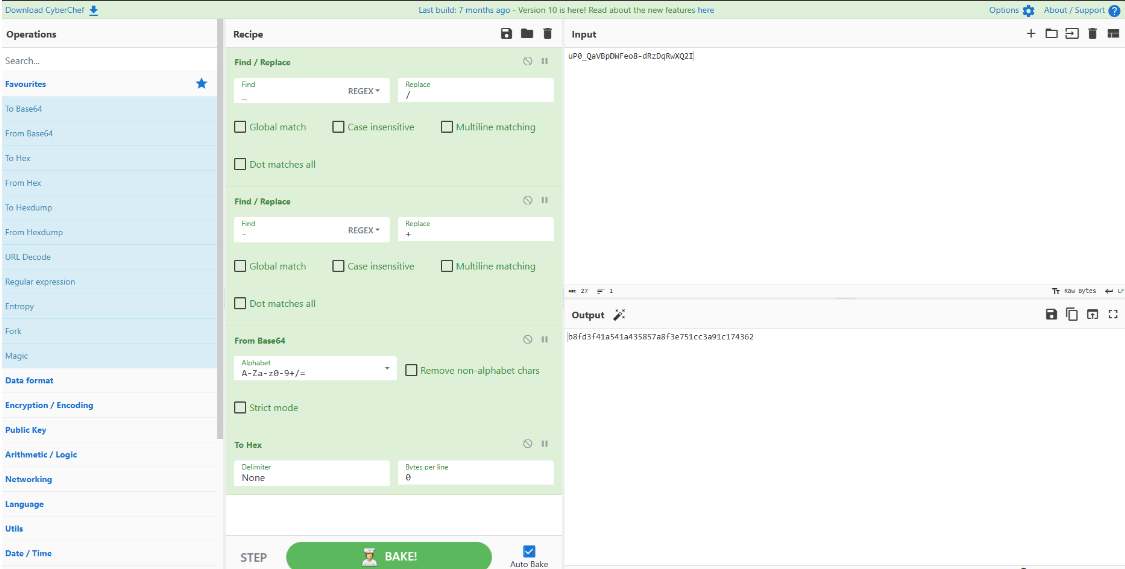 Download CyberChef
Last build: 7 months ago - Version 10 is here! Read about the new features here
Options
About / Support
Operations
Search...
Favourites
To Base64
From Base64
To Hex
From Hex
To Hexdump
From Hexdump
URL Decode
Regular expression
Entropy
Fork
Magic
Data format
Encryption / Encoding
Public Key
Arithmetic / Logic
Networking
Language
Utils
Date / Time
Recipe
Find / Replace
Find
_
REGEX
Replace
/
Global match
Case insensitive
Multiline matching
Dot matches all
Find / Replace
Find
-
REGEX
Replace
+
Global match
Case insensitive
Multiline matching
Dot matches all
From Base64
Alphabet
A-Za-z0-9+/=
Remove non-alphabet chars
Strict mode
To Hex
Delimiter
None
Bytes per line
0
STEP
BAKE!
Auto Bake
Input
uP0_QaVBpDWFeo8-dRzDqRwXQ2I
27
1
Raw Bytes
LF
Output
b8fd3f41a541a435857a8f3e751cc3a91c174362